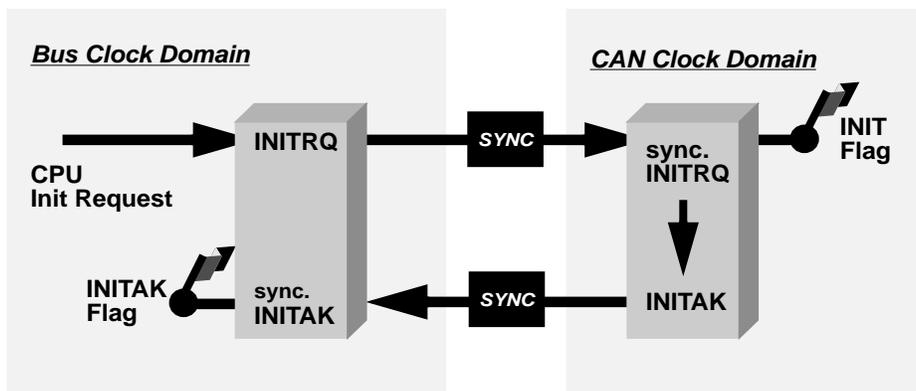 Bus Clock Domain
CAN Clock Domain
CPU
Init Request
INITRQ
SYNC
sync.
INITRQ
INIT
Flag
INITAK
Flag
sync.
INITAK
SYNC
INITAK